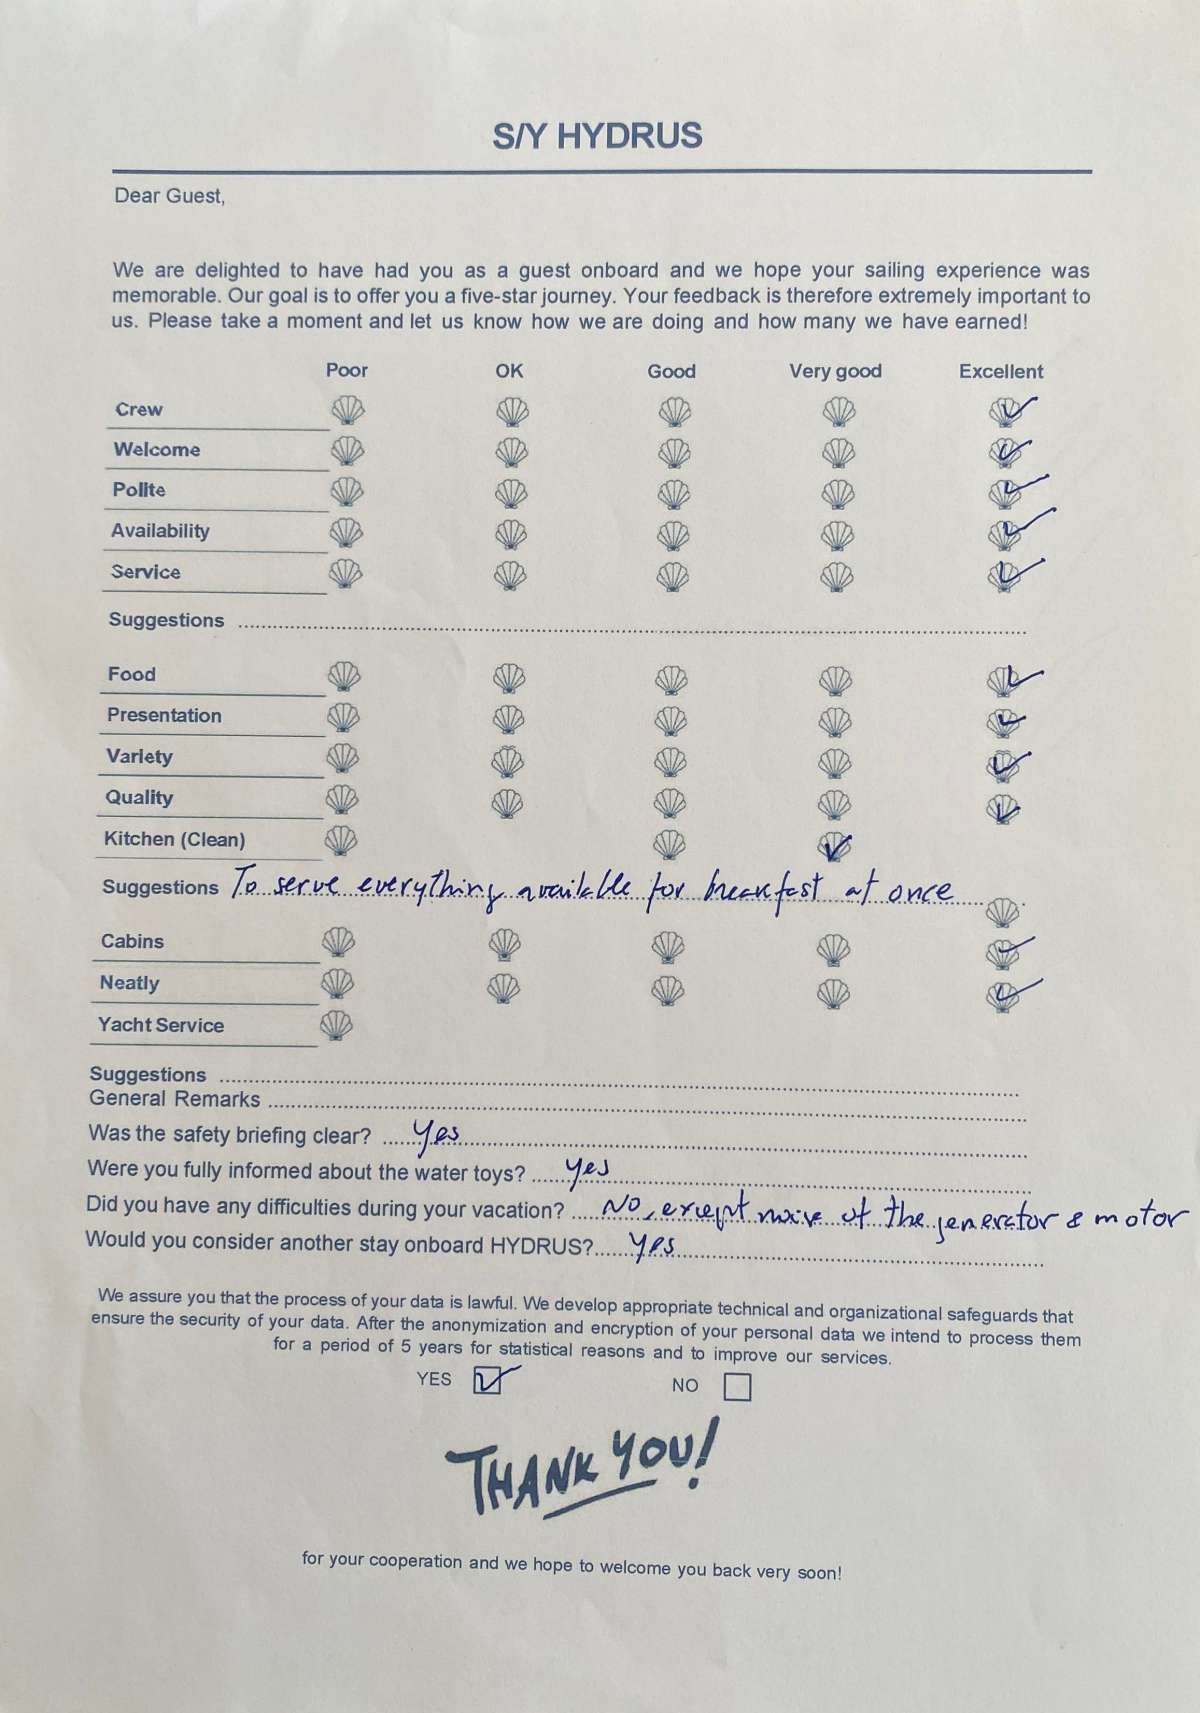 S/Y HYDRUS
Dear Guest,
We are delighted to have had you as a guest onboard and we hope your sailing experience was
memorable. Our goal is to offer you a five-star journey. Your feedback is therefore extremely important to
us. Please take a moment and let us know how we are doing and how many we have earned!
Poor OK Good Very good Excellent
Crew
Welcome
Polite
Availability
Service
Suggestions
Food
Presentation
Variety
Quality
Kitchen (Clean)
Suggestions To serve everything available for breakfast at once
Cabins
Neatly
Yacht Service
Suggestions
General Remarks
Was the safety briefing clear? Yes
Were you fully informed about the water toys? yes
Did you have any difficulties during your vacation? No, except noise of the generator & motor
Would you consider another stay onboard HYDRUS? yes
We assure you that the process of your data is lawful. We develop appropriate technical and organizational safeguards that
ensure the security of your data. After the anonymization and encryption of your personal data we intend to process them
for a period of 5 years for statistical reasons and to improve our services.
YES NO
THANK YOU!
for your cooperation and we hope to welcome you back very soon!